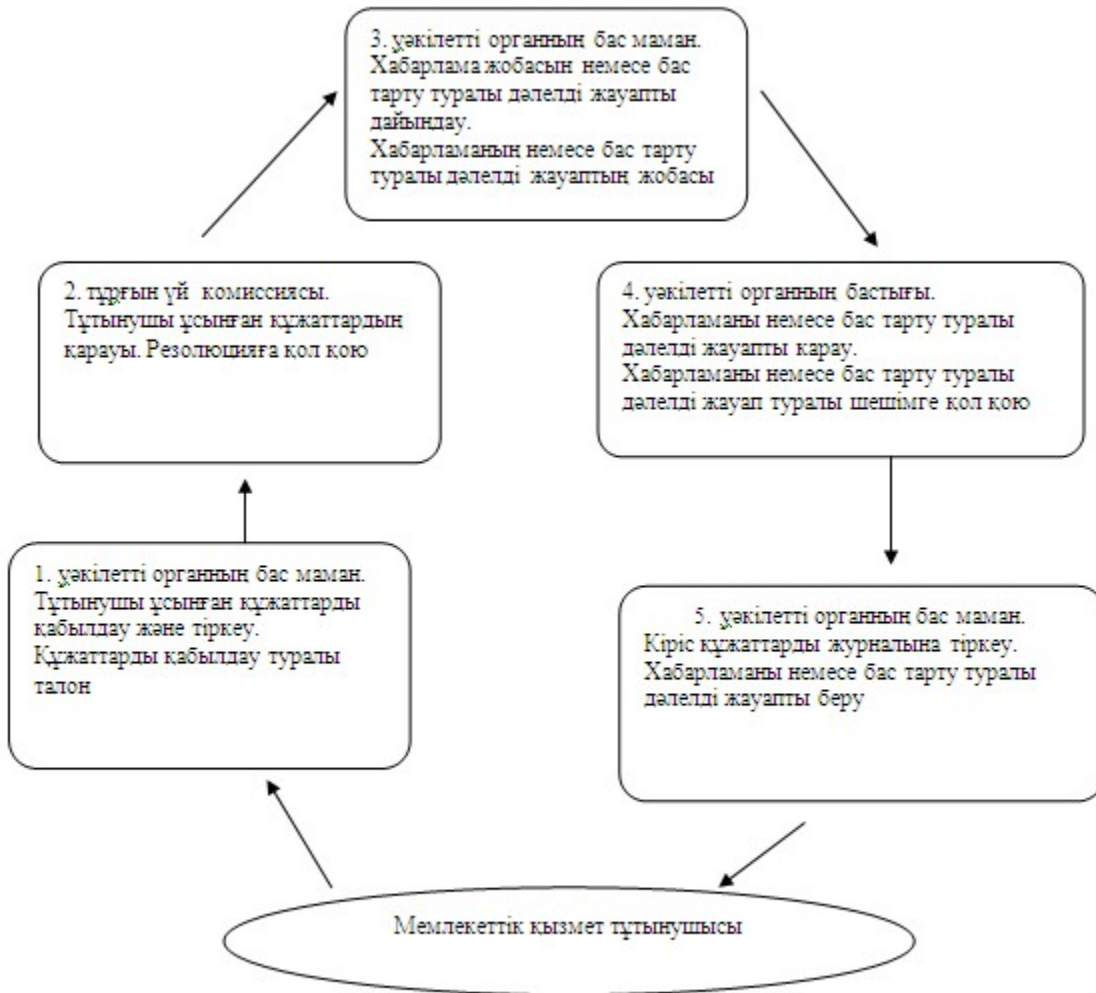 3. уәкілетті органның бас маман.
Хабарлама жобасын немесе бас
тарту туралы дәлелді жауапты
дайындау.
Хабарламаның немесе бас тарту
туралы дәлелді жауаптың жобасы
2. тұрғын үй комиссиясы.
Тұтынушы ұсынған құжаттардың
қарауы. Резолюцияға қол қою
4. уәкілетті органның бастығы.
Хабарламаны немесе бас тарту туралы
дәлелді жауапты карау.
Хабарламаны немесе бас тарту туралы
дәлелді жауап туралы шешімге қол қою
1. уәкілетті органның бас маман.
Тұтынушы ұсынған құжаттарды
қабылдау және тіркеу.
Құжаттарды қабылдау туралы
талон
5. уәкілетті органның бас маман.
Кіріс құжаттарды журналына тіркеу.
Хабарламаны немесе бас тарту туралы
дәлелді жауапты беру
Мемлекеттік қызмет тұтынушысы